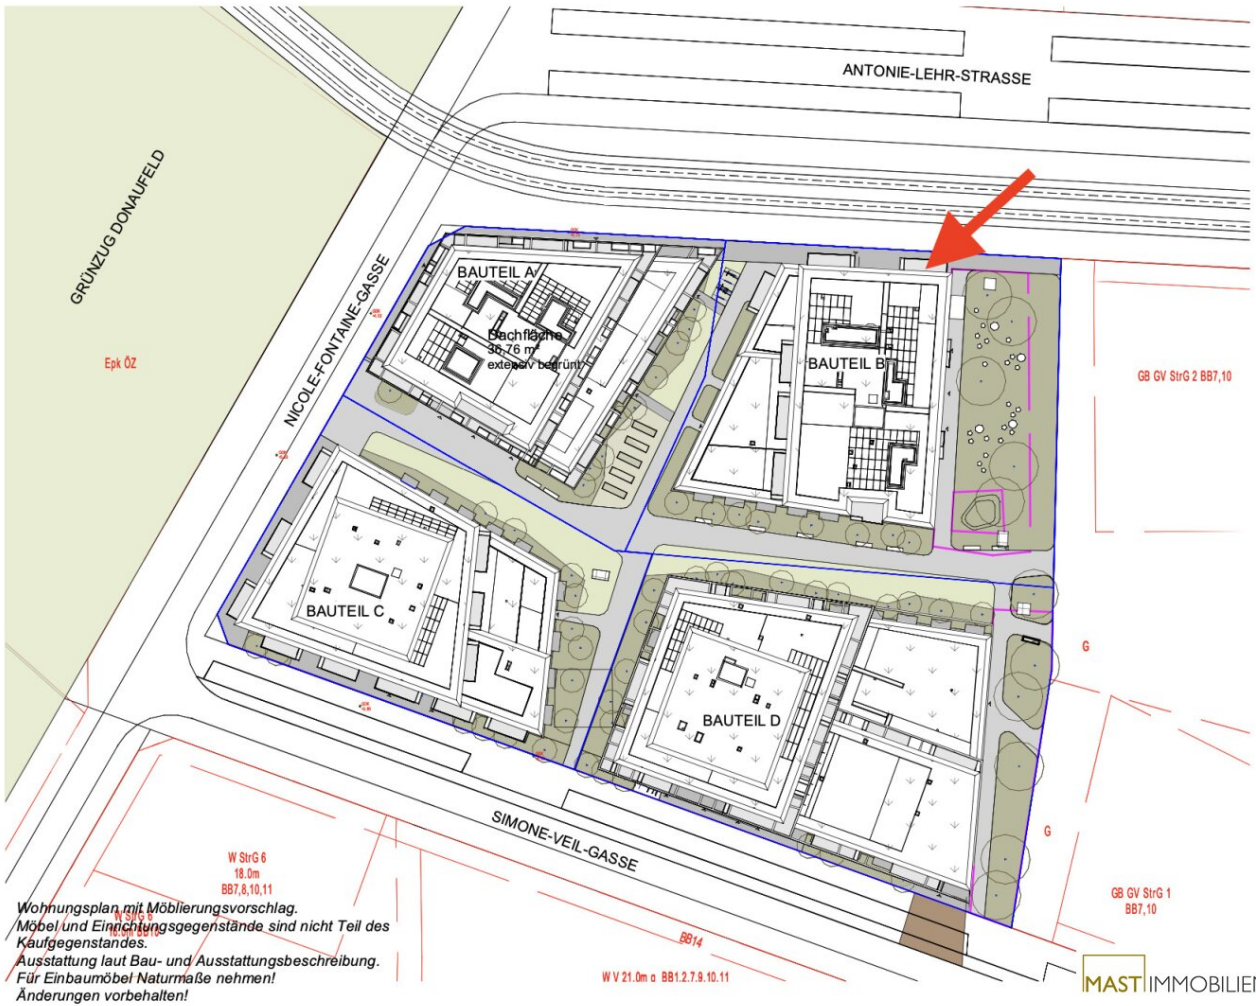 ANTONIE-LEHR-STRASSE
GRÜNZUG DONAUFELD
NICOLE-FONTAINE-GASSE
Epk ÖZ
BAUTEIL A
Dachfläche
36,76 m²
extensiv begrünt
BAUTEIL B
GB GV StrG 2 BB7,10
BAUTEIL C
BAUTEIL D
G
G
SIMONE-VEIL-GASSE
W StrG 6
18.0m
BB7,8,10,11
GB GV StrG 1
BB7,10
BB14
W V 21.0m g BB1.2.7.9.10.11
Wohnungsplan mit Möblierungsvorschlag.
Möbel und Einrichtungsgegenstände sind nicht Teil des
Kaufgegenstandes.
Ausstattung laut Bau- und Ausstattungsbeschreibung.
Für Einbaumöbel Naturmaße nehmen!
Änderungen vorbehalten!
MAST IMMOBILIEN